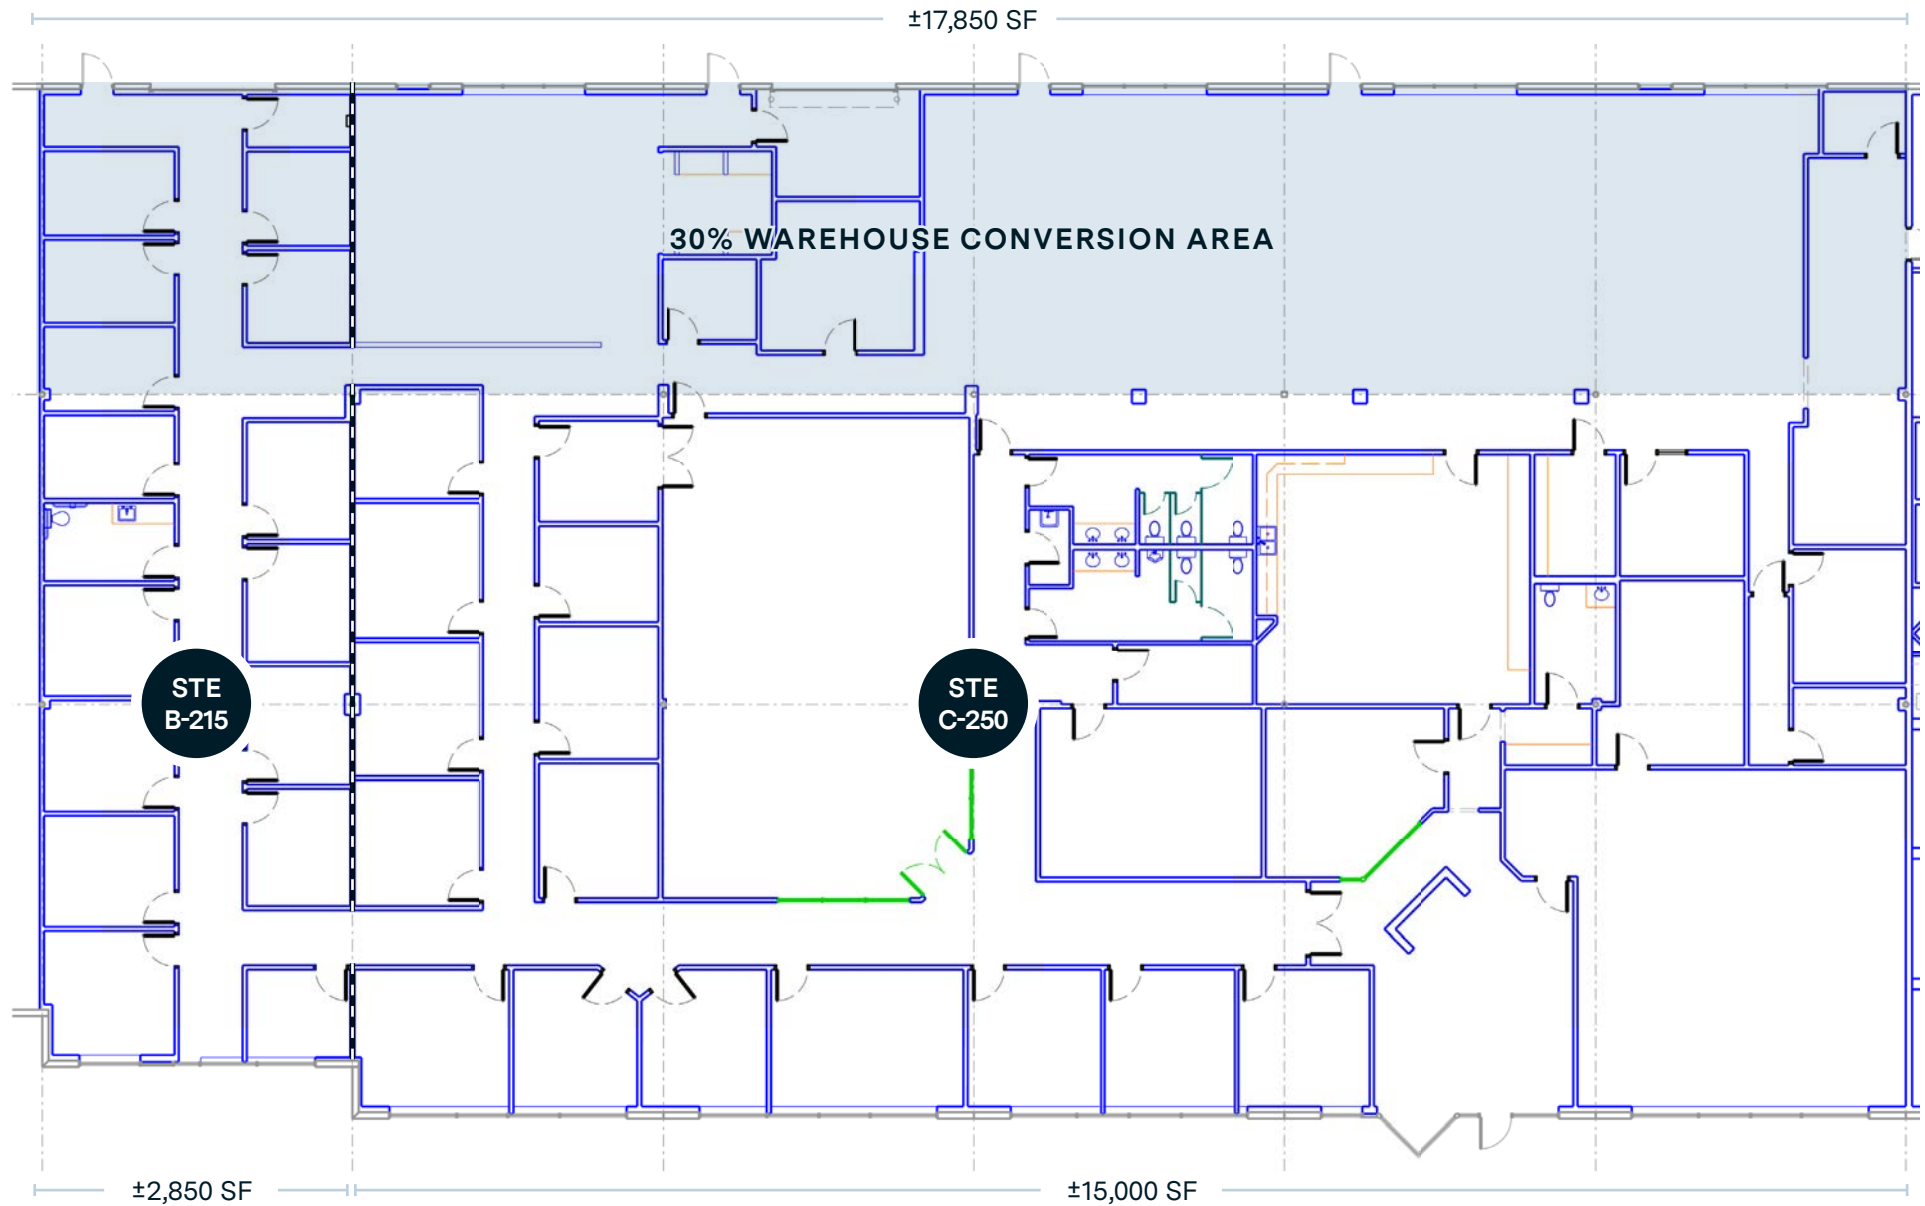 ±17,850 SF
30% WAREHOUSE CONVERSION AREA
STE
B-215
STE
C-250
±2,850 SF
±15,000 SF